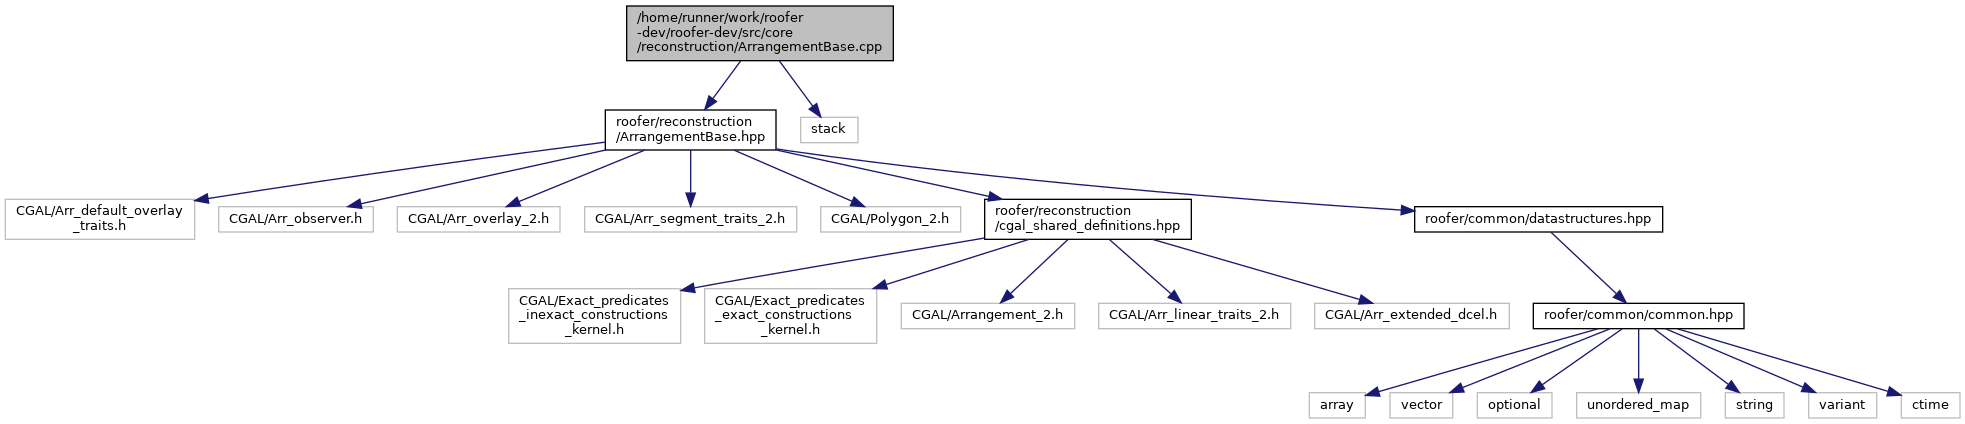 /home/runner/work/roofer
-dev/roofer-dev/src/core
/reconstruction/ArrangementBase.cpp
roofer/reconstruction
/ArrangementBase.hpp
stack
CGAL/Arr_default_overlay
_traits.h
CGAL/Arr_observer.h
CGAL/Arr_overlay_2.h
CGAL/Arr_segment_traits_2.h
CGAL/Polygon_2.h
roofer/reconstruction
/cgal_shared_definitions.hpp
roofer/common/datastructures.hpp
CGAL/Exact_predicates
_inexact_constructions
_kernel.h
CGAL/Exact_predicates
_exact_constructions
_kernel.h
CGAL/Arrangement_2.h
CGAL/Arr_linear_traits_2.h
CGAL/Arr_extended_dcel.h
roofer/common/common.hpp
array
vector
optional
unordered_map
string
variant
ctime